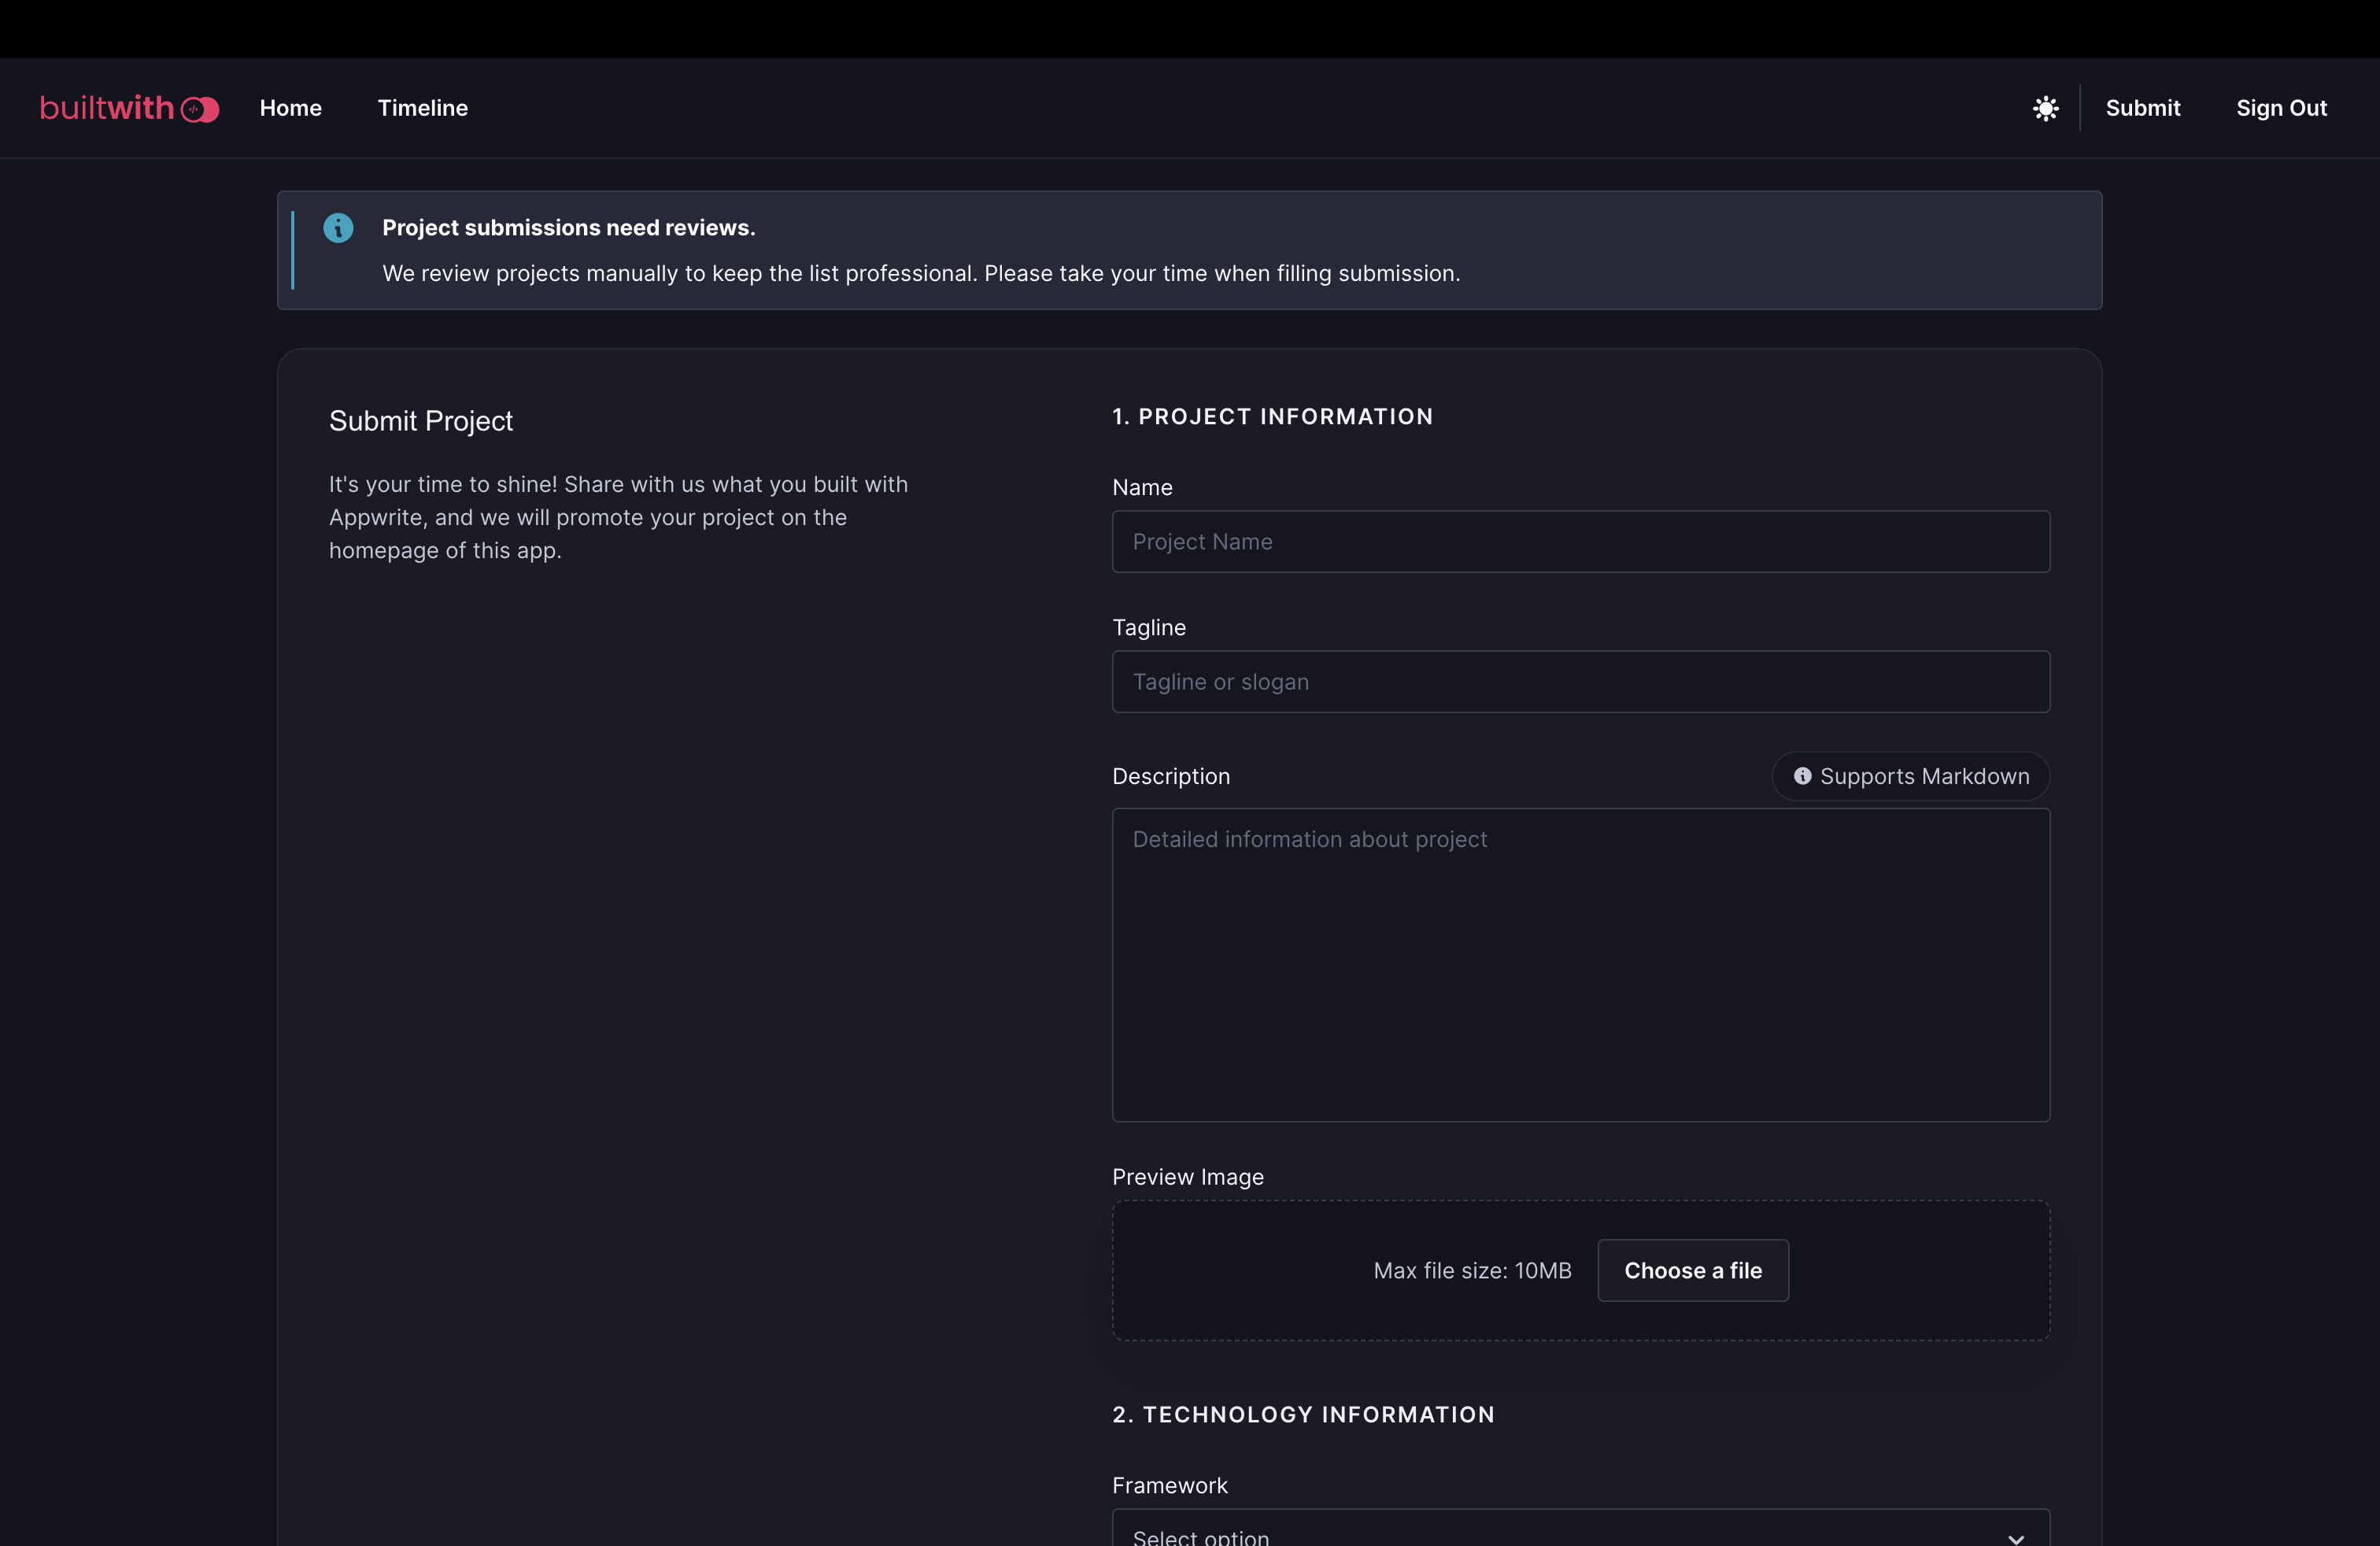 builtwith
Home
Timeline
Submit
Sign Out
Project submissions need reviews.
We review projects manually to keep the list professional. Please take your time when filling submission.
Submit Project
It's your time to shine! Share with us what you built with
Appwrite, and we will promote your project on the
homepage of this app.
1. PROJECT INFORMATION
Name
Project Name
Tagline
Tagline or slogan
Description
Supports Markdown
Detailed information about project
Preview Image
Max file size: 10MB
Choose a file
2. TECHNOLOGY INFORMATION
Framework
Select option